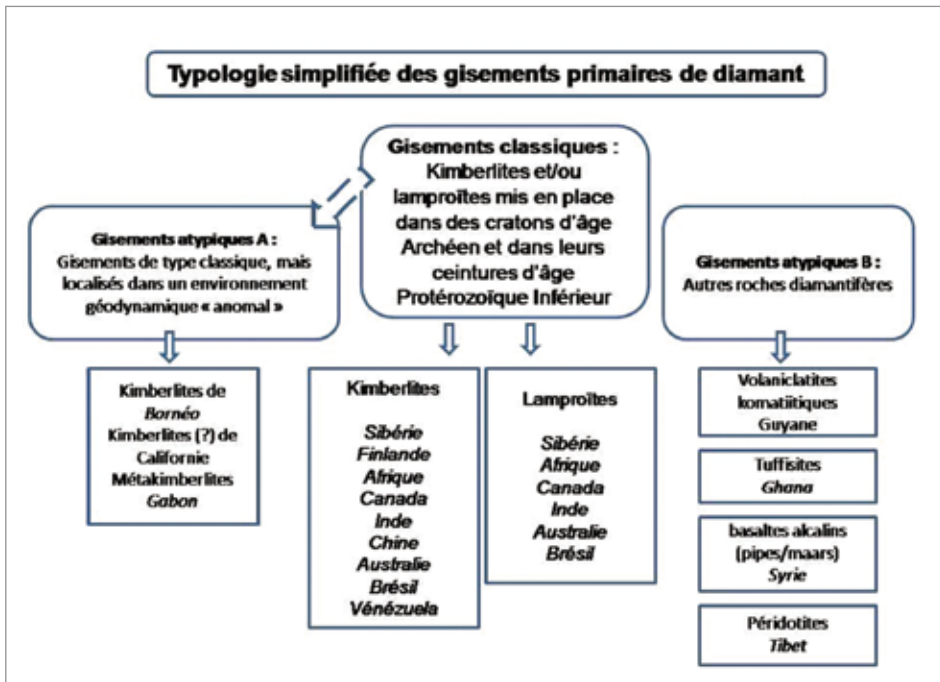 Typologie simplifiée des gisements primaires de diamant
Gisements classiques :
Kimberlites et/ou
lamproïtes mis en place
dans des cratons d'âge
Archéen et dans leurs
ceintures d'âge
Protérozoïque Inférieur
Gisements atypiques A :
Gisements de type classique, mais
localisés dans un environnement
géodynamique « anomal »
Gisements atypiques B :
Autres roches diamantifères
Kimberlites de
Bornéo
Kimberlites (?) de
Californie
Métakimberlites
Gabon
Kimberlites
Sibérie
Finlande
Afrique
Canada
Inde
Chine
Australie
Brésil
Vénézuela
Lamproïtes
Sibérie
Afrique
Canada
Inde
Australie
Brésil
Volaniclatites
komatiitiques
Guyane
Tuffisites
Ghana
basaltes alcalins
(pipes/maars)
Syrie
Péridotites
Tibet